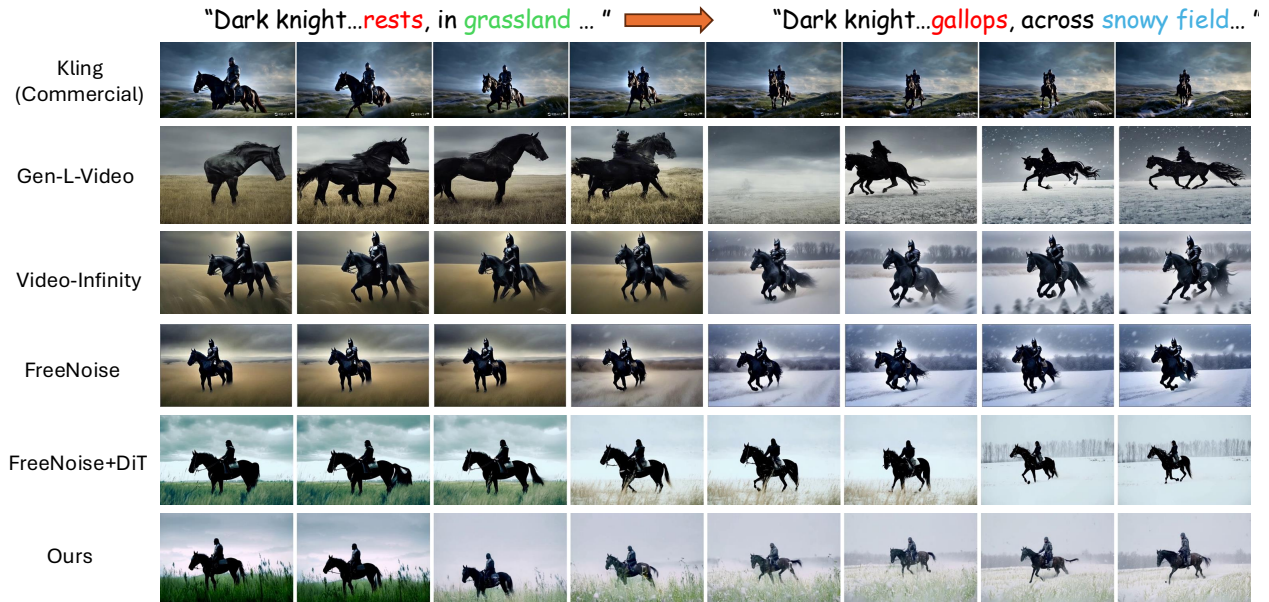 “Dark knight...rests, in grassland ... ” “Dark knight...gallops, across snowy field... ”
Kling
(Commercial)
Gen-L-Video
Video-Infinity
FreeNoise
FreeNoise+DiT
Ours